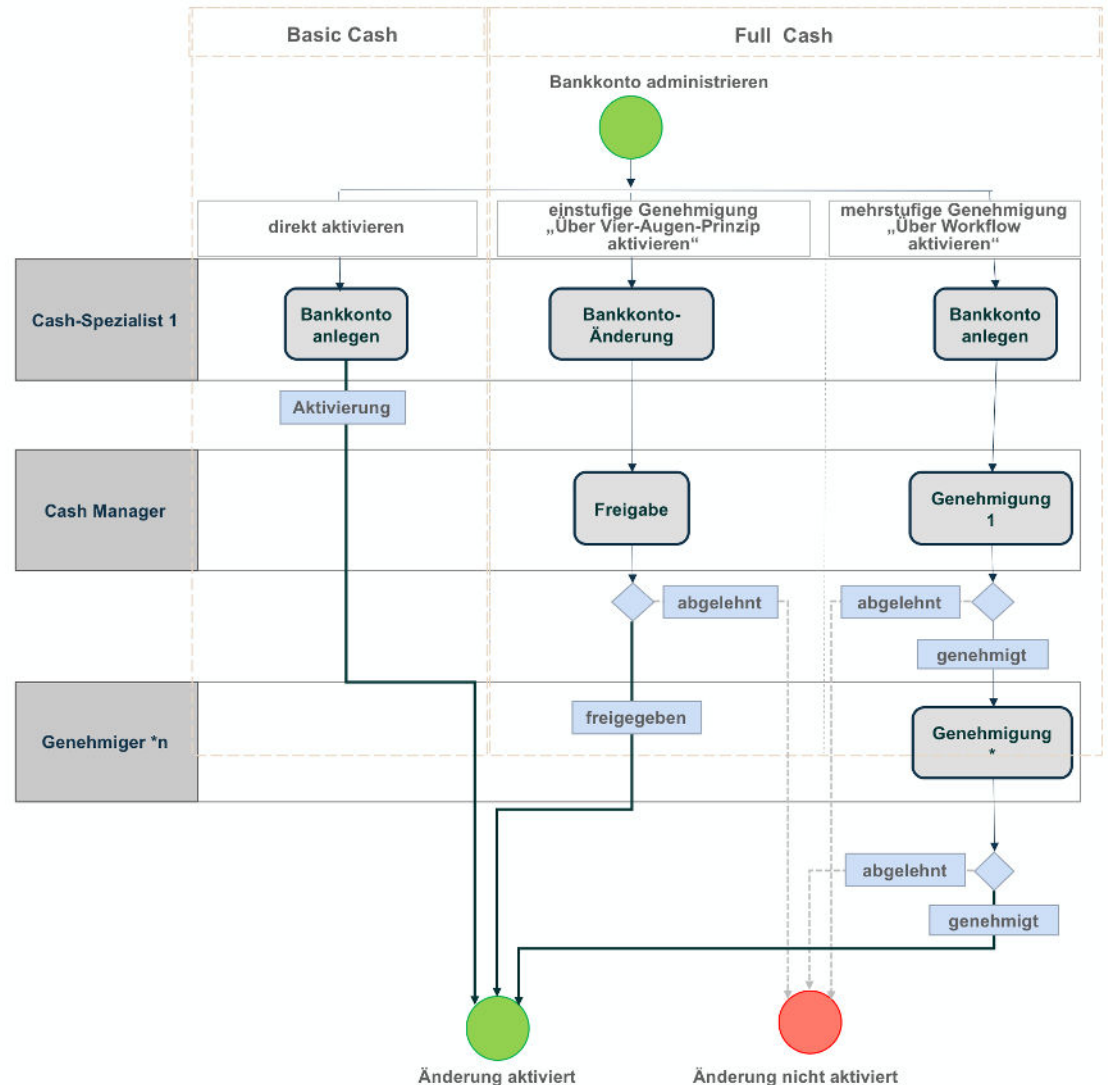 Basic Cash
Full Cash
Bankkonto administrieren
direkt aktivieren
einstufige Genehmigung
„Über Vier-Augen-Prinzip
aktivieren“
mehrstufige Genehmigung
„Über Workflow
aktivieren“
Cash-Spezialist 1
Bankkonto
anlegen
Bankkonto-
Änderung
Bankkonto
anlegen
Aktivierung
Cash Manager
Freigabe
Genehmigung
1
abgelehnt
abgelehnt
genehmigt
Genehmiger *n
freigegeben
Genehmigung
*
abgelehnt
genehmigt
Änderung aktiviert
Änderung nicht aktiviert